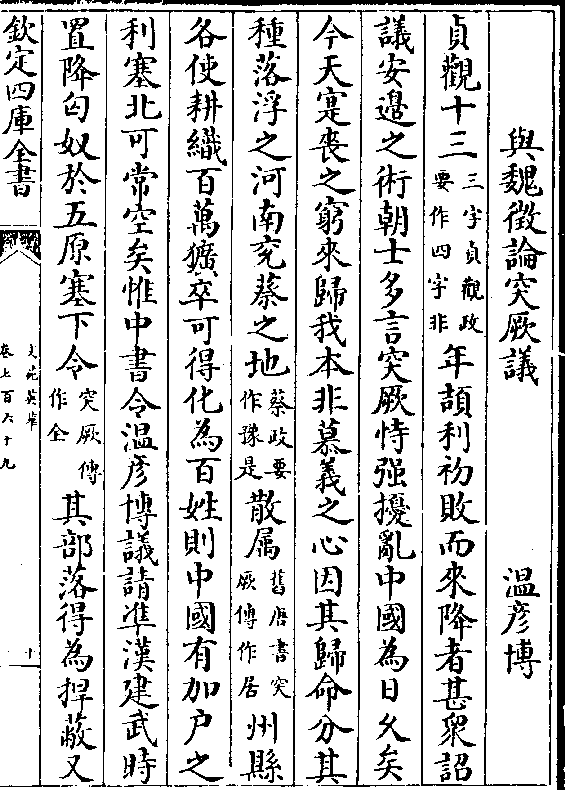 與魏徵論突厥議　溫彦博
貞觀十三三字貞觀政要作四字非年頡利初敗而來降者甚衆詔
議安邉之術朝士多言突厥恃强擾亂中國為日乆矣
今天寔喪之窮來歸我本非慕義之心因其歸命分其
種落浮之河南兖蔡之地蔡政要作豫是散属舊唐書突厥傳作居州縣
各使耕織百萬獷卒可得化為百姓則中國有加户之
利塞北可常空矣惟中書令温彦博議請準漢建武時
置降匈奴於五原塞下令突厥傳作全其部落得為捍蔽又
欽定四庫全書
文苑英華
卷七百六十九